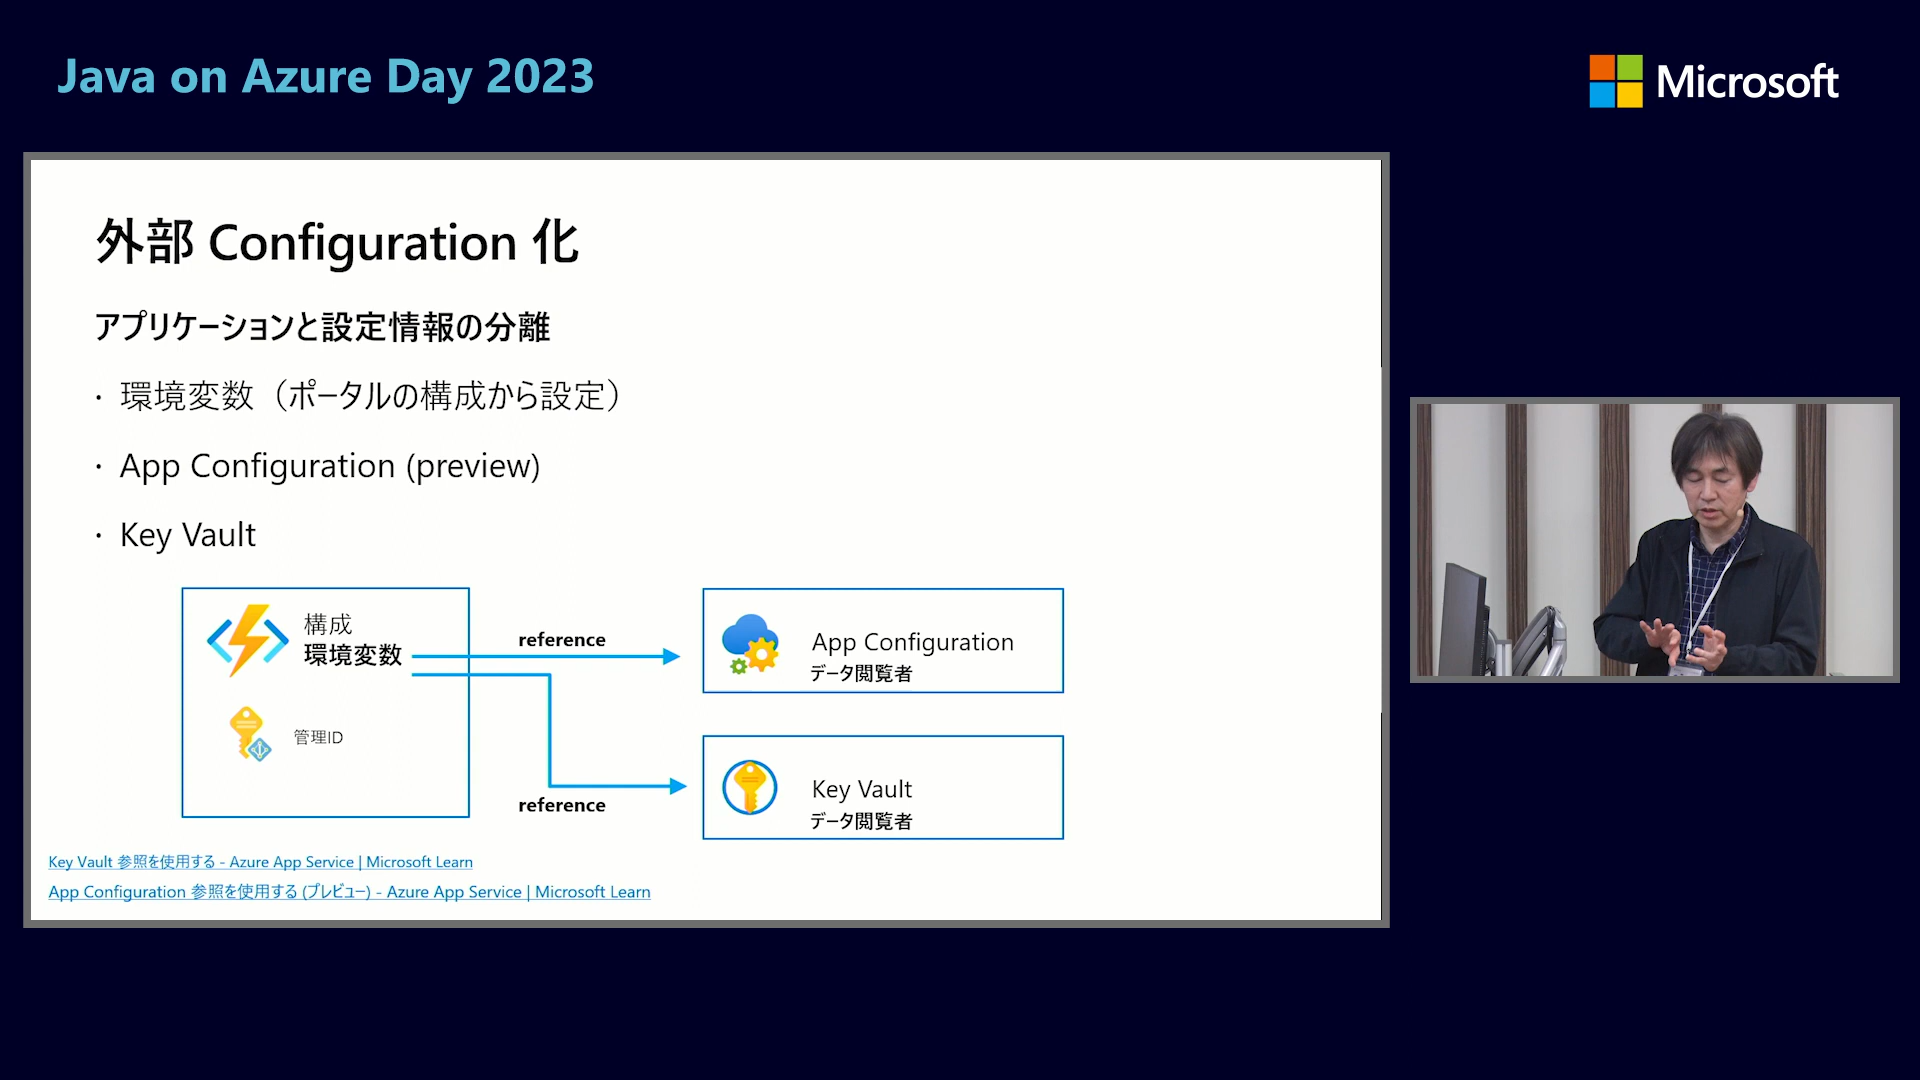 Java on Azure Day 2023
Microsoft
外部 Configuration 化
アプリケーションと設定情報の分離
・ 環境変数（ポータルの構成から設定）
・ App Configuration (preview)
・ Key Vault
構成
環境変数
管理ID
reference
reference
App Configuration
データ閲覧者
Key Vault
データ閲覧者
Key Vault 参照を使用する - Azure App Service | Microsoft Learn
App Configuration 参照を使用する (プレビュー) - Azure App Service | Microsoft Learn